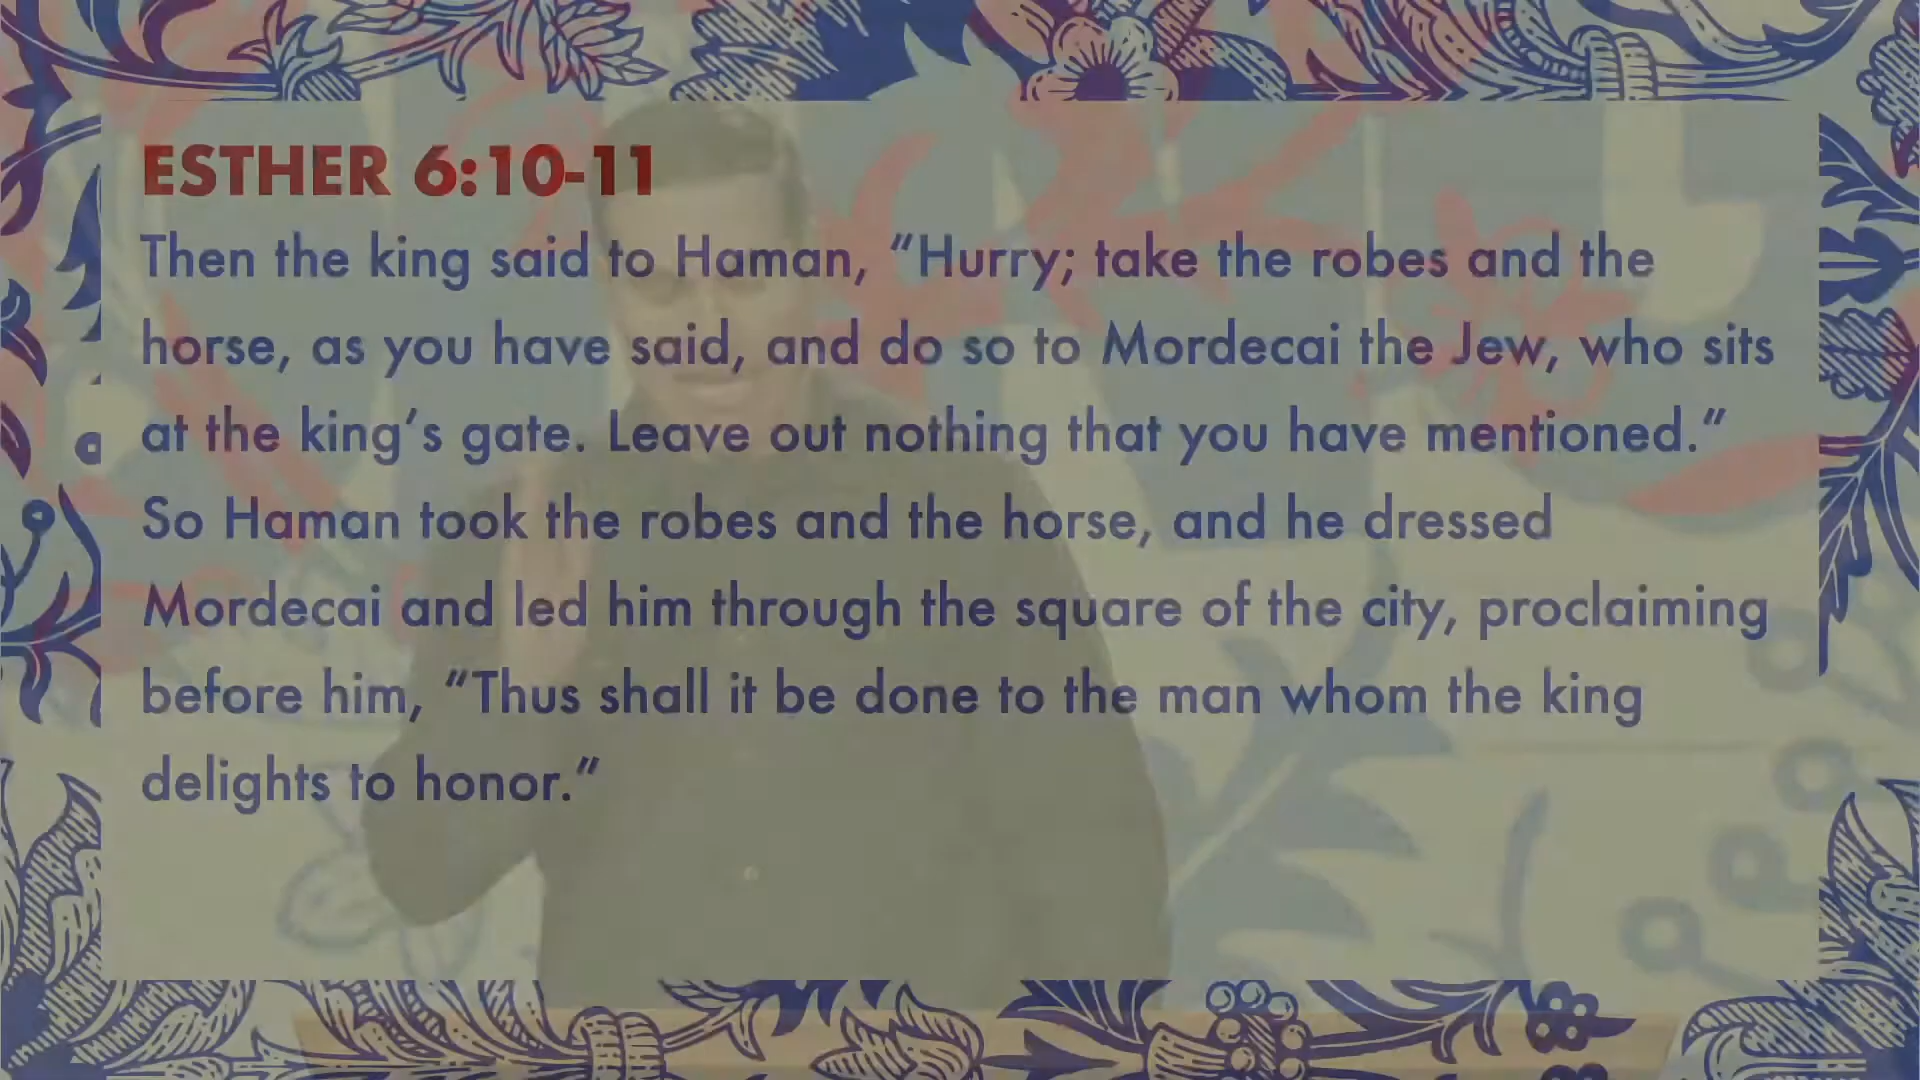 ESTHER 6:10-11
Then the king said to Haman, “Hurry; take the robes and the
horse, as you have said, and do so to Mordecai the Jew, who sits
at the king’s gate. Leave out nothing that you have mentioned.”
So Haman took the robes and the horse, and he dressed
Mordecai and led him through the square of the city, proclaiming
before him, “Thus shall it be done to the man whom the king
delights to honor.”